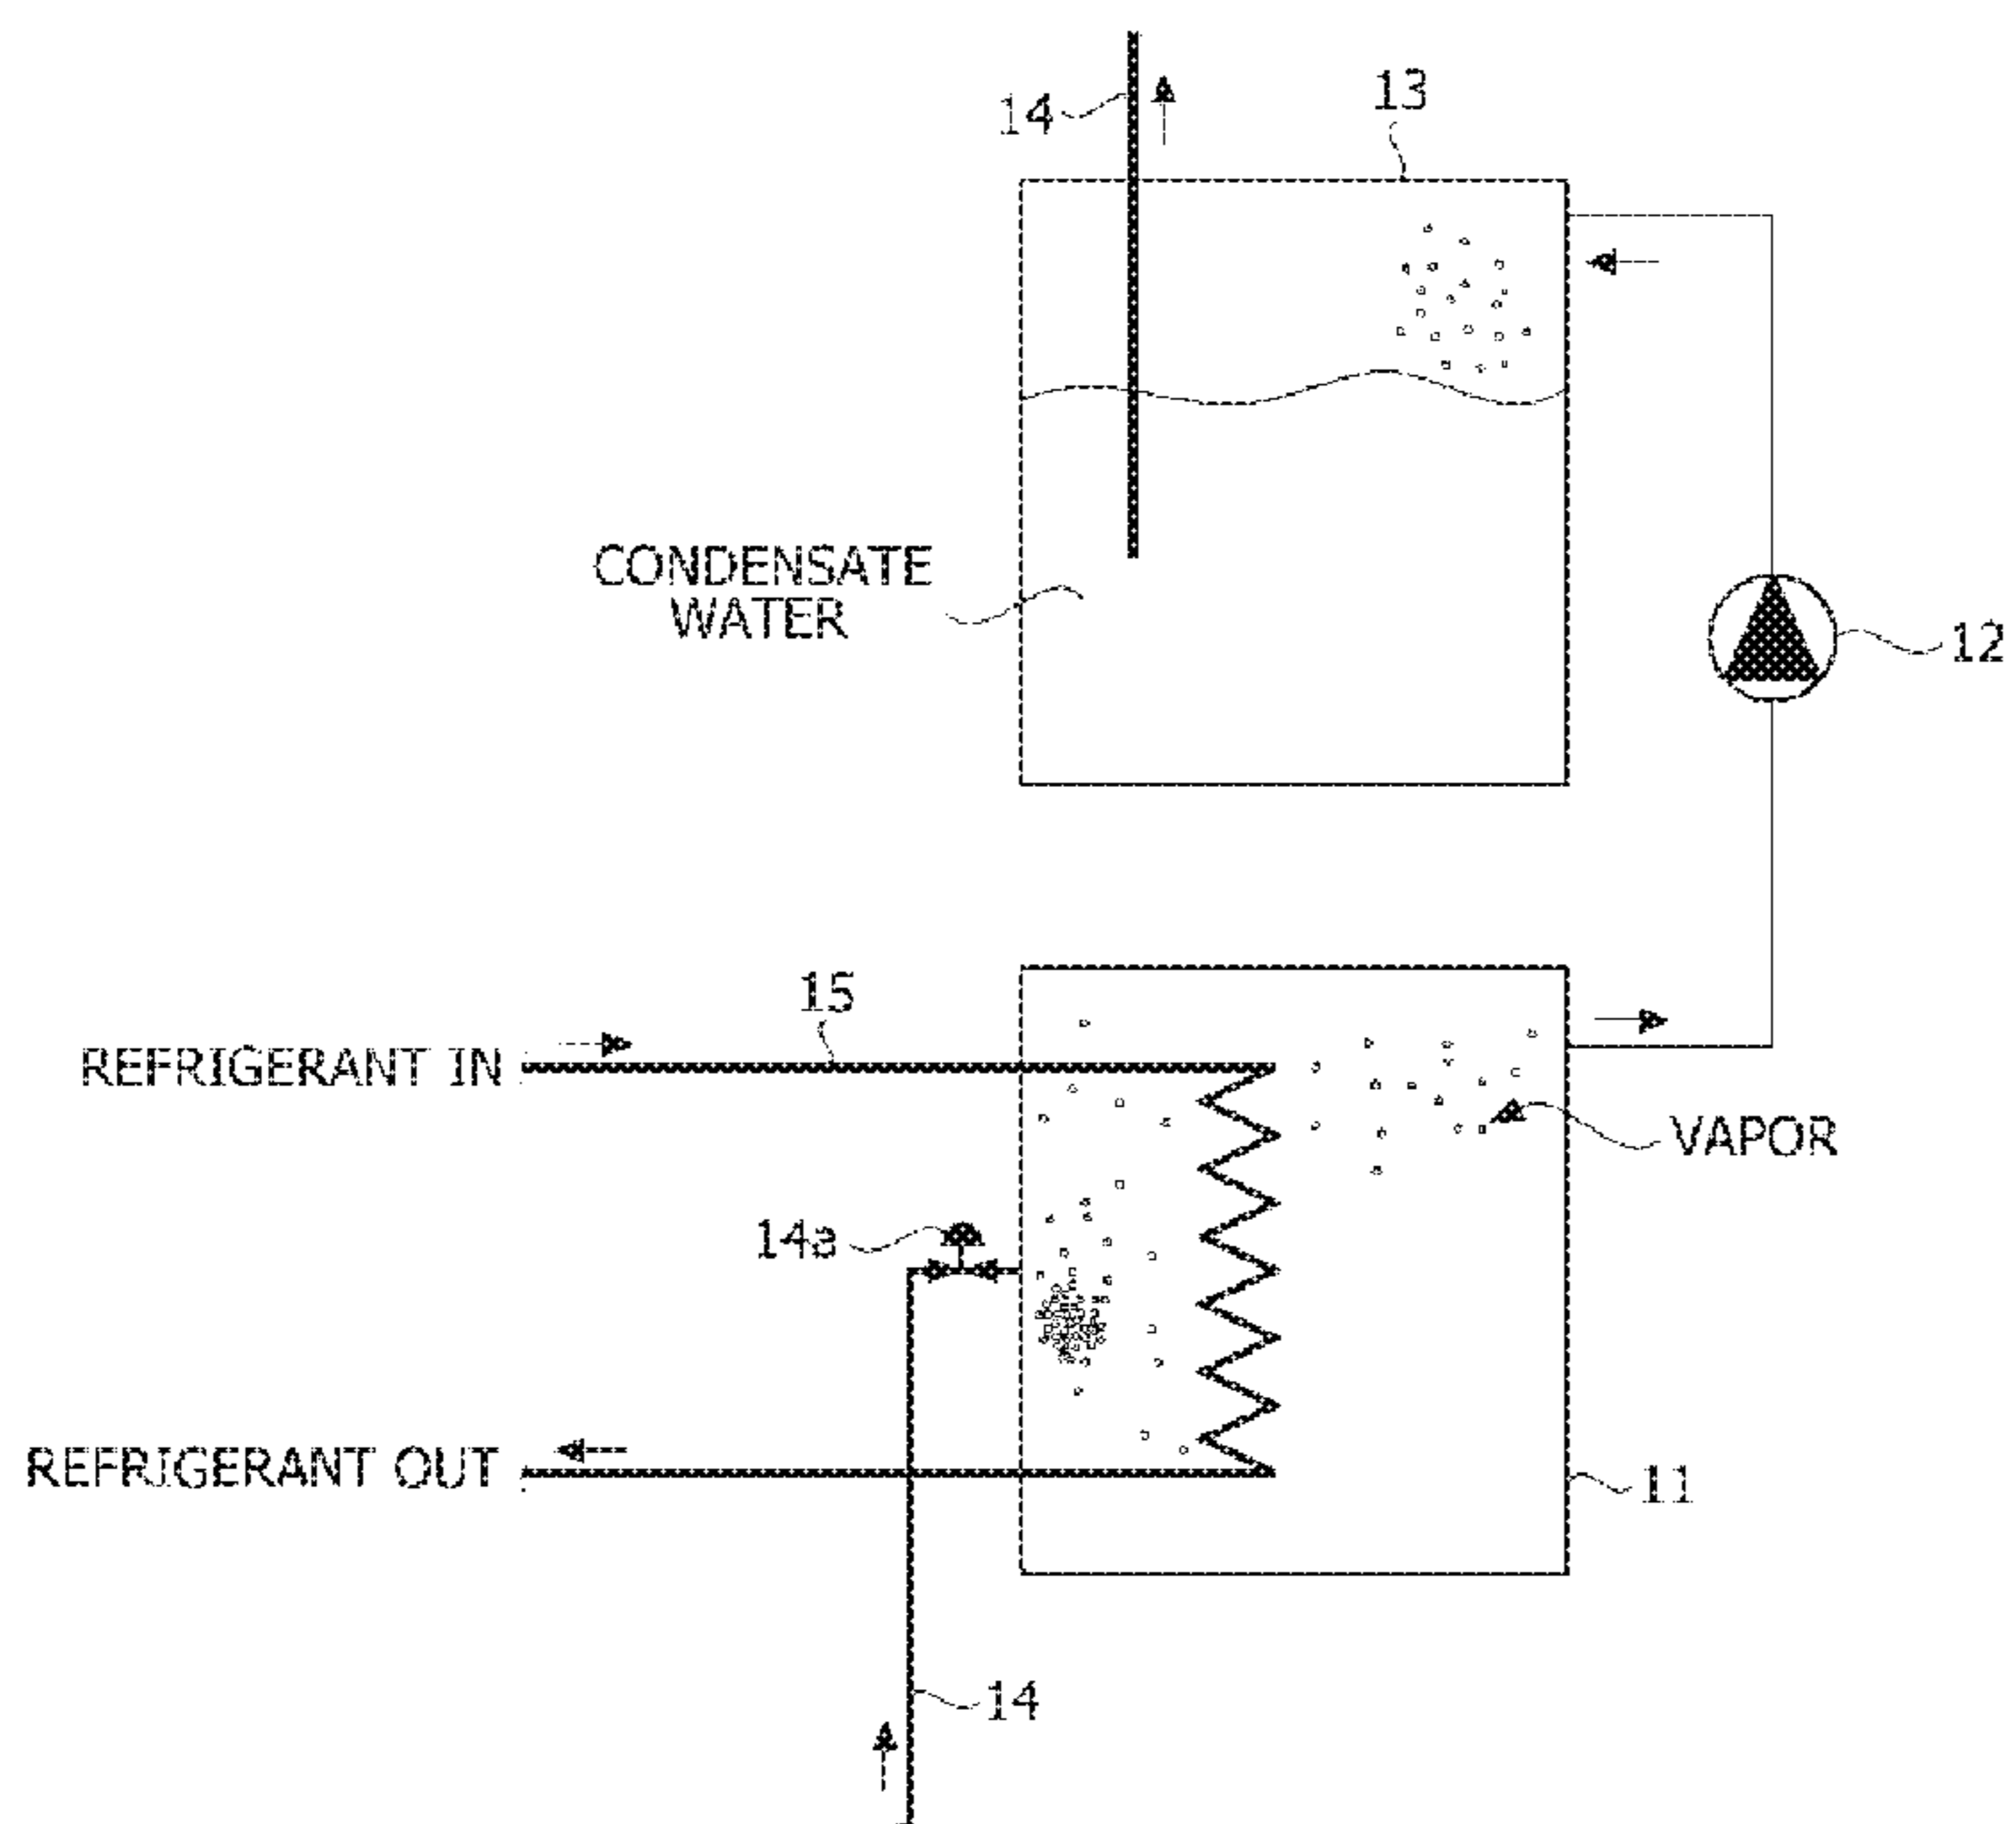 13
14
CONDENSATE
WATER
12
15
REFRIGERANT IN
VAPOR
14a
REFRIGERANT OUT
11
14